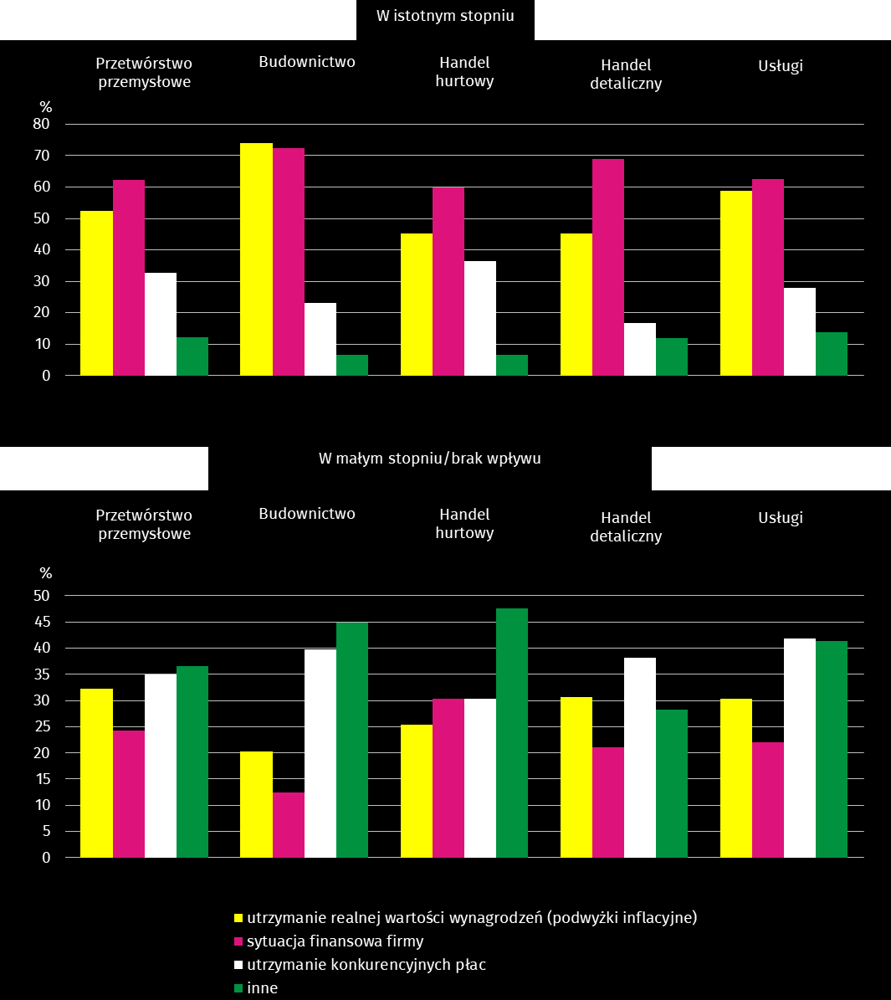 W istotnym stopniu
Przetwórstwo
przemysłowe
Budownictwo
Handel
hurtowy
Handel
detaliczny
Usługi
%
80
70
60
50
40
30
20
10
0
W małym stopniu/brak wpływu
Przetwórstwo
przemysłowe
Budownictwo
Handel
hurtowy
Handel
detaliczny
Usługi
%
50
45
40
35
30
25
20
15
10
5
0
utrzymanie realnej wartości wynagrodzeń (podwyżki inflacyjne)
sytuacja finansowa firmy
utrzymanie konkurencyjnych płac
inne